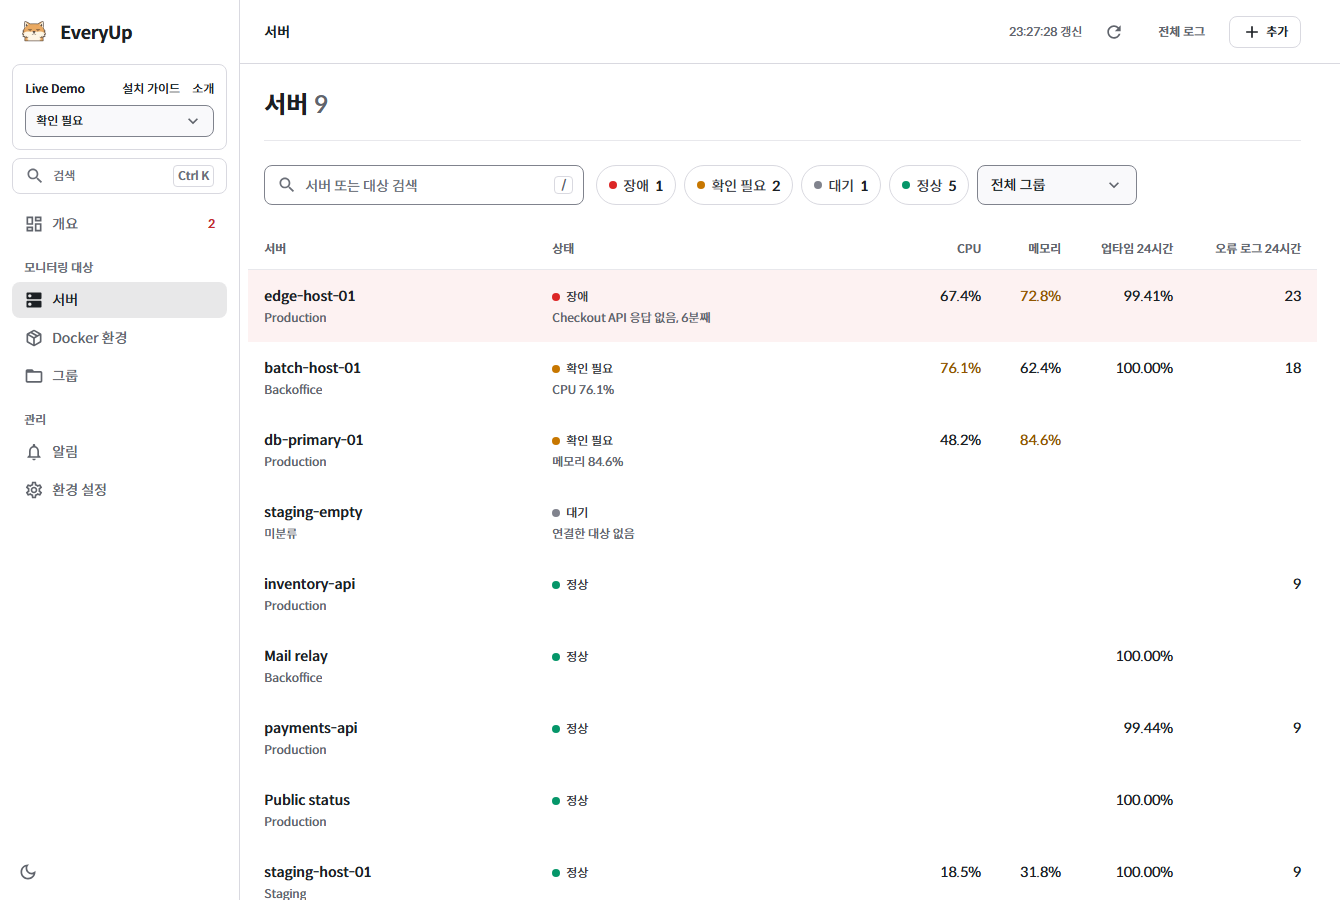 EveryUp
Live Demo 설치 가이드 소개
확인 필요
검색 Ctrl K
개요 2
모니터링 대상
서버
Docker 환경
그룹
관리
알림
환경 설정
서버 23:27:28 갱신 전체 로그 추가
서버 9
서버 또는 대상 검색 / 장애 1 확인 필요 2 대기 1 정상 5 전체 그룹
서버 상태 CPU 메모리 업타임 24시간 오류 로그 24시간
edge-host-01 장애 67.4% 72.8% 99.41% 23
Production Checkout API 응답 없음, 6분째
batch-host-01 확인 필요 76.1% 62.4% 100.00% 18
Backoffice CPU 76.1%
db-primary-01 확인 필요 48.2% 84.6%
Production 메모리 84.6%
staging-empty 대기
미분류 연결한 대상 없음
inventory-api 정상 9
Production
Mail relay 정상 100.00%
Backoffice
payments-api 정상 99.44% 9
Production
Public status 정상 100.00%
Production
staging-host-01 정상 18.5% 31.8% 100.00% 9
Staging